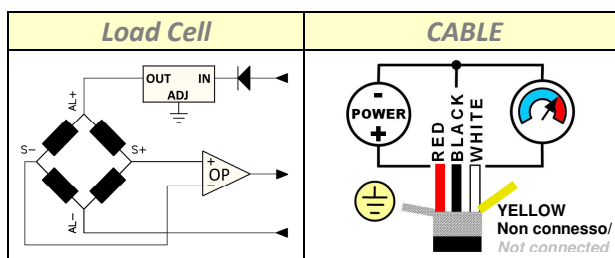 Load Cell
CABLE
OUT IN
ADJ
AL+
S-
S+
+
-
OP
AL-
-
POWER
+
RED
BLACK
WHITE
YELLOW
Non connesso/
Not connected